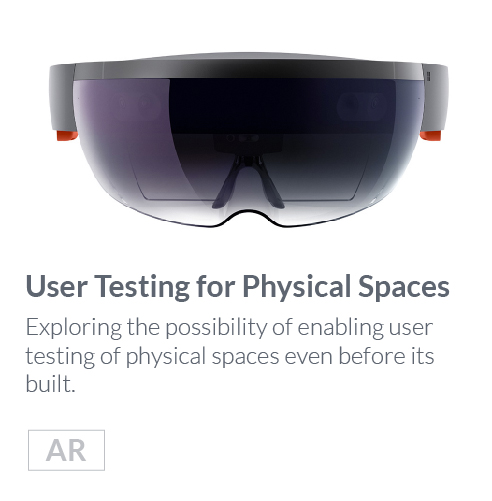 User Testing for Physical Spaces
Exploring the possibility of enabling user
testing of physical spaces even before its
built.
AR